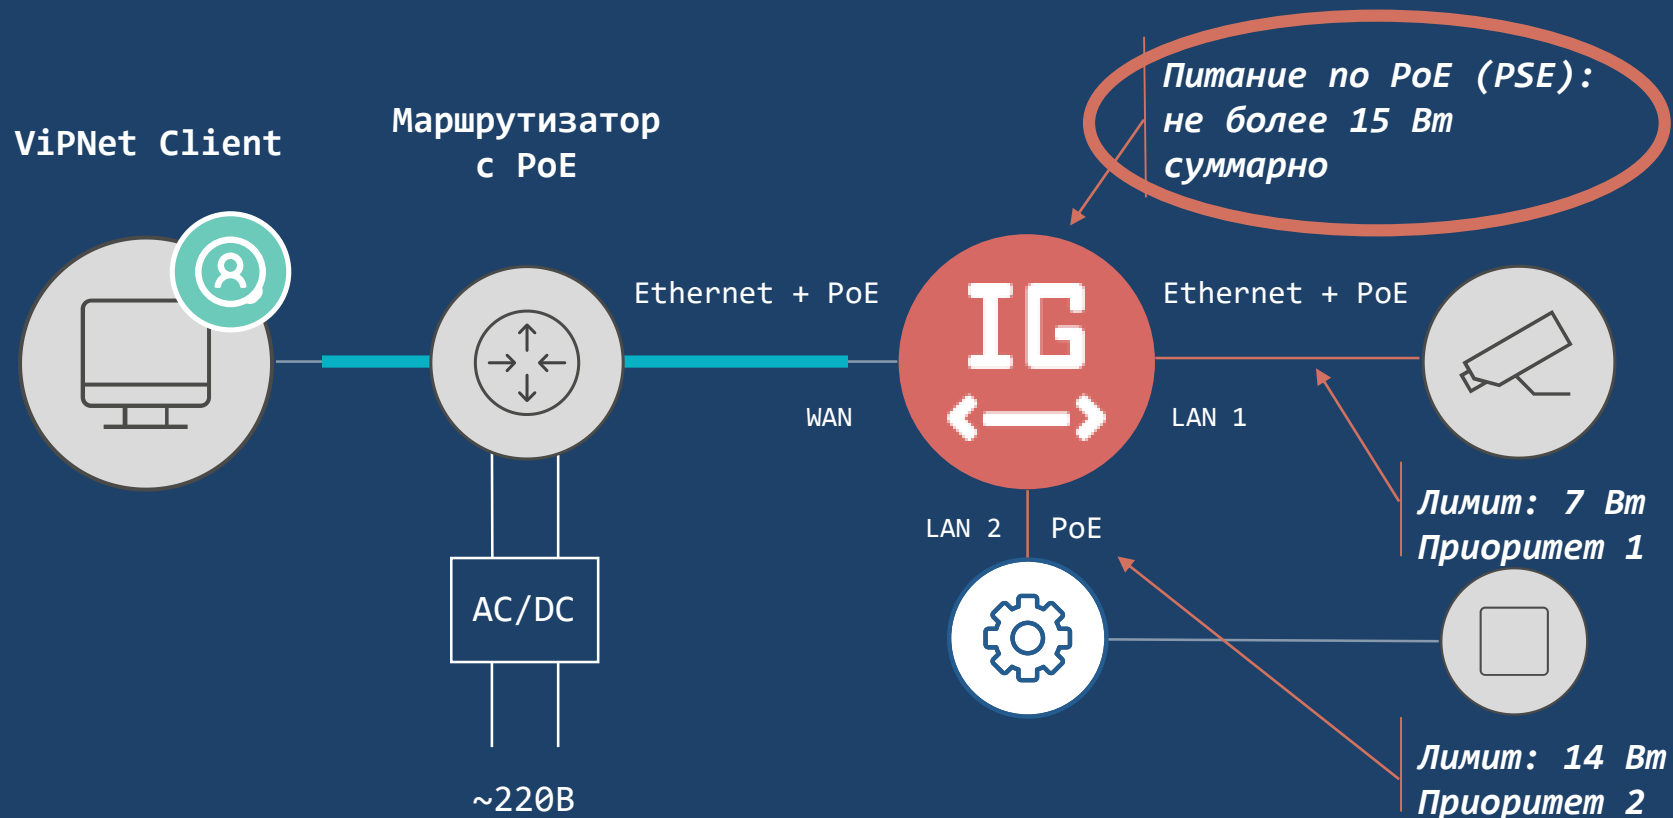 Питание по PoE (PSE):
не более 15 Вт
суммарно
ViPNet Client
Маршрутизатор
с PoE
Ethernet + PoE
IG
Ethernet + PoE
WAN
LAN 1
LAN 2
PoE
Лимит: 7 Вт
Приоритет 1
AC/DC
Лимит: 14 Вт
Приоритет 2
~220В